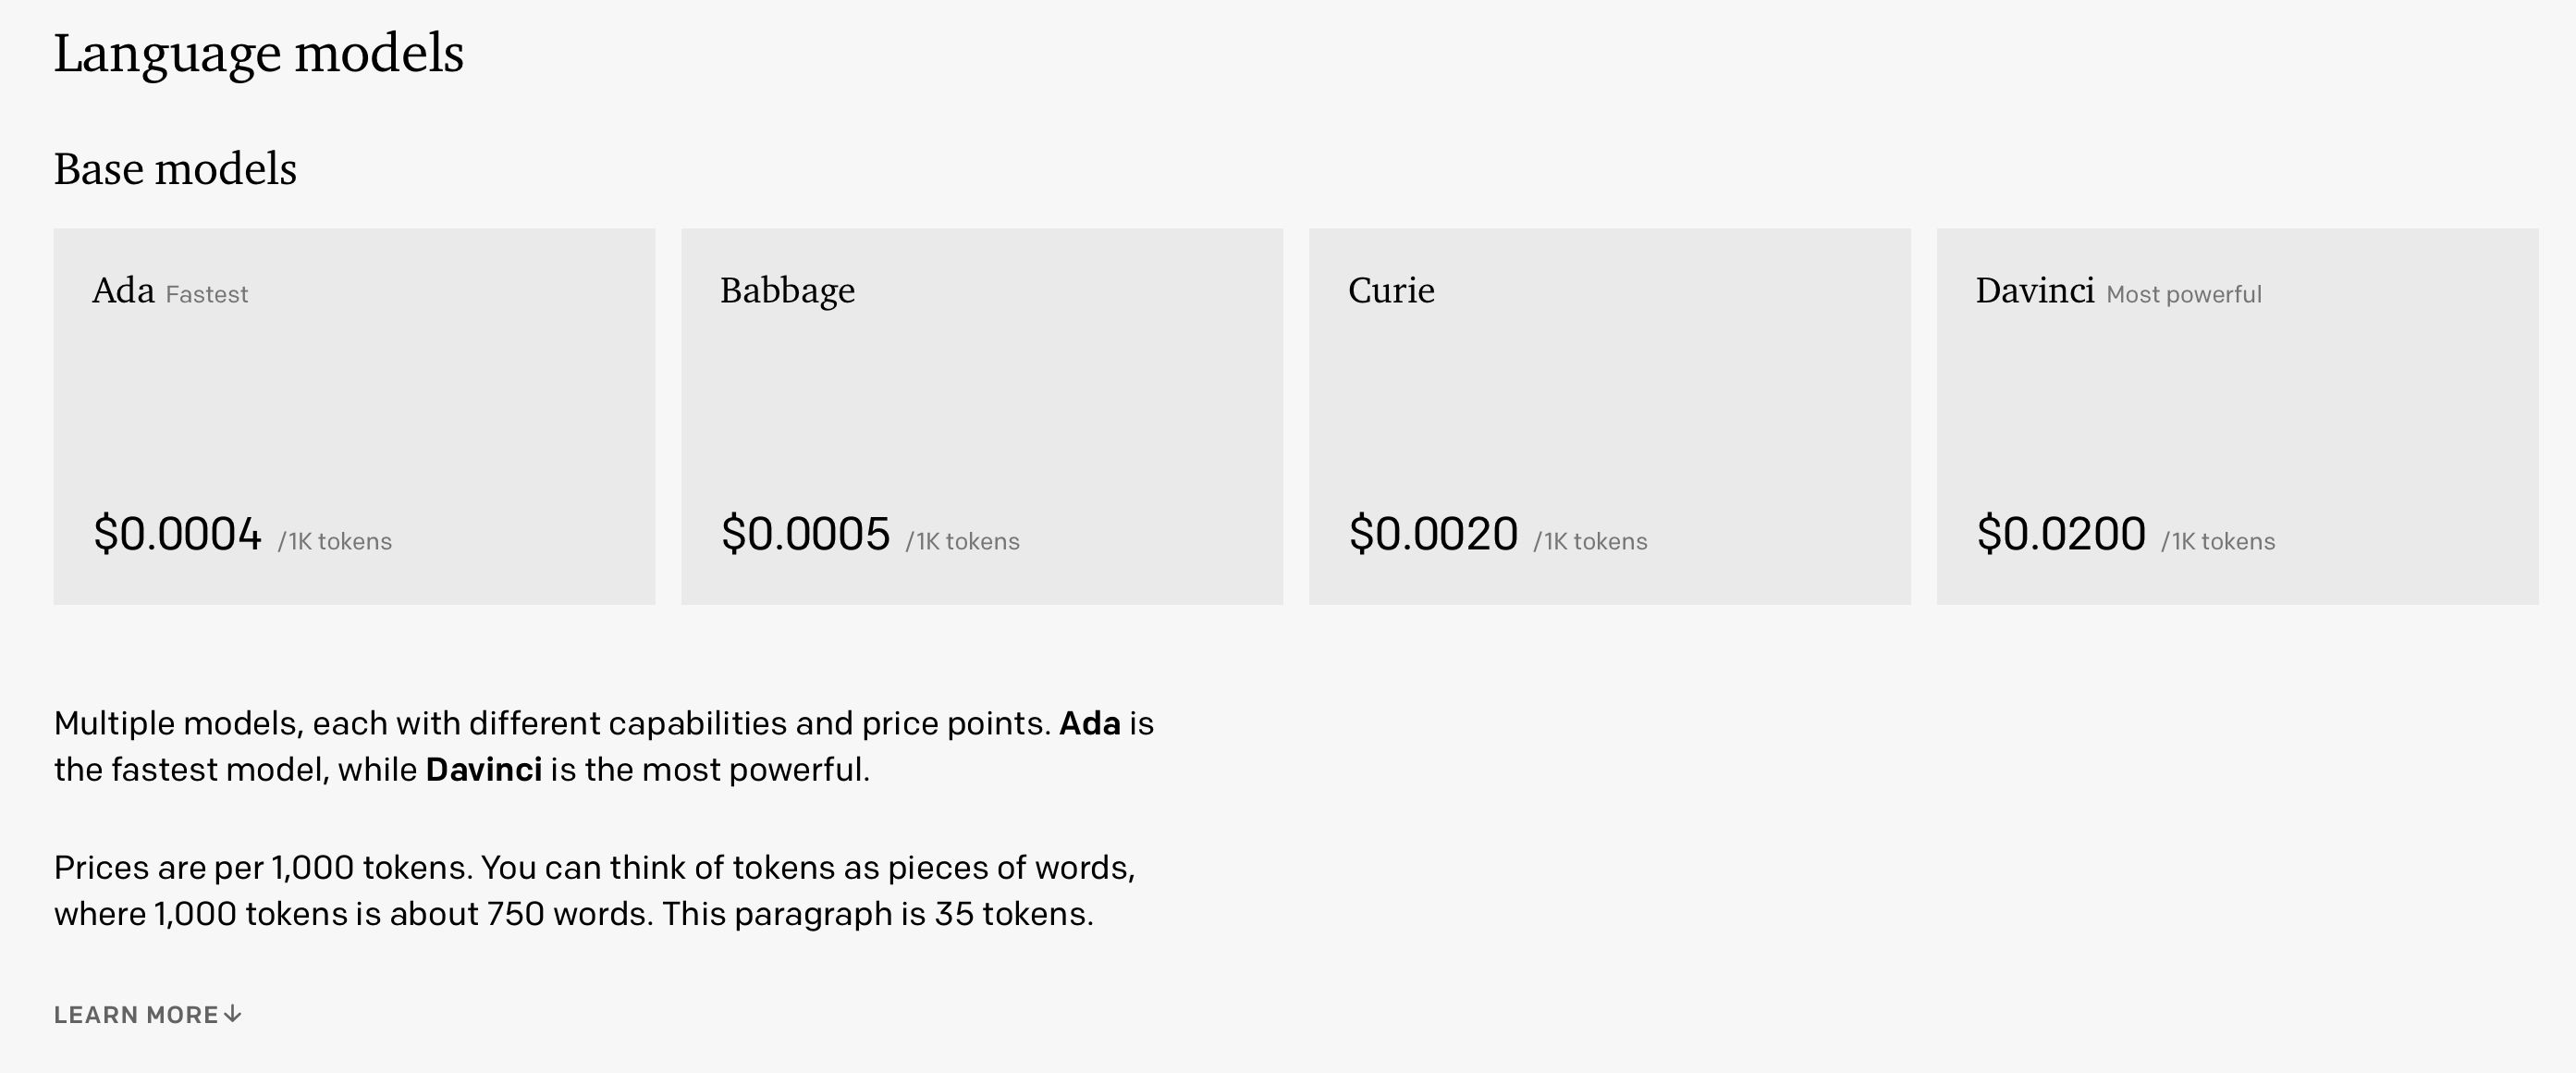 Language models
Base models
Ada Fastest
$0.0004 /1K tokens
Babbage
$0.0005 /1K tokens
Curie
$0.0020 /1K tokens
Davinci Most powerful
$0.0200 /1K tokens
Multiple models, each with different capabilities and price points. Ada is
the fastest model, while Davinci is the most powerful.
Prices are per 1,000 tokens. You can think of tokens as pieces of words,
where 1,000 tokens is about 750 words. This paragraph is 35 tokens.
LEARN MORE↓